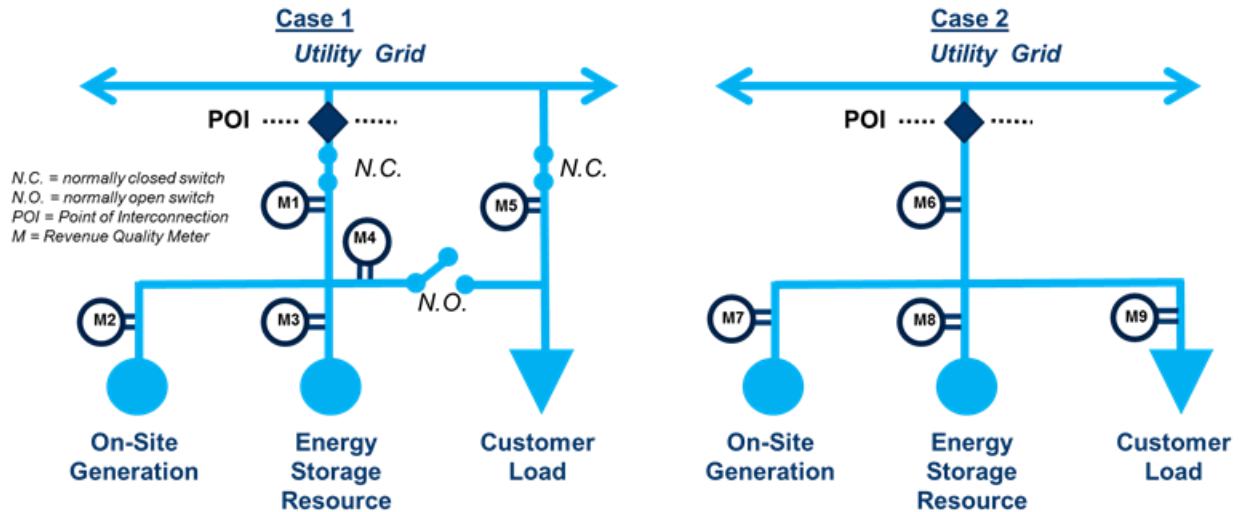 Case 1
Utility Grid
POI
N.C.
N.C.
N.C. = normally closed switch
N.O. = normally open switch
POI = Point of Interconnection
M = Revenue Quality Meter
M1
M5
M4
N.O.
M2
M3
On-Site
Generation
Energy
Storage
Resource
Customer
Load
Case 2
Utility Grid
POI
M6
M7
M8
M9
On-Site
Generation
Energy
Storage
Resource
Customer
Load